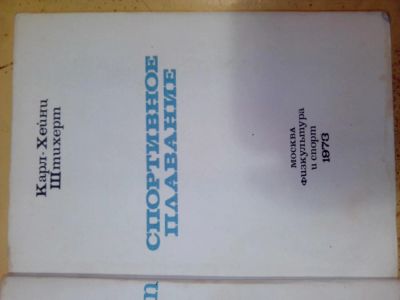 Карл-Хейнц
Штихерт
СПОРТИВНОЕ
ПЛАВАНИЕ
МОСКВА
Физкультура
и спорт
1973